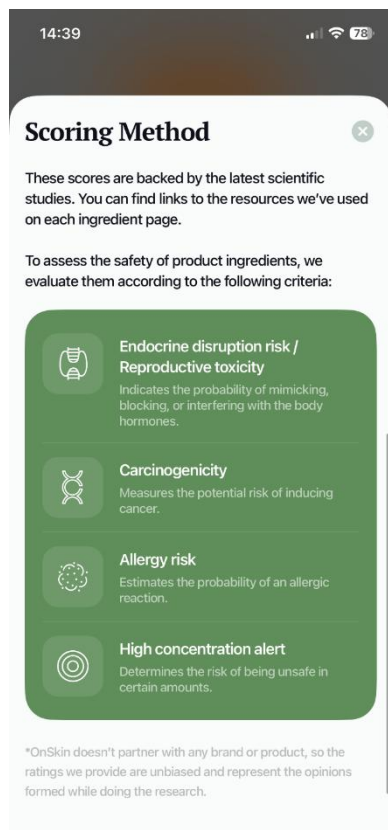 14:39
78
Scoring Method
These scores are backed by the latest scientific
studies. You can find links to the resources we've used
on each ingredient page.
To assess the safety of product ingredients, we
evaluate them according to the following criteria:
Endocrine disruption risk /
Reproductive toxicity
Indicates the probability of mimicking,
blocking, or interfering with the body
hormones.
Carcinogenicity
Measures the potential risk of inducing
cancer.
Allergy risk
Estimates the probability of an allergic
reaction.
High concentration alert
Determines the risk of being unsafe in
certain amounts.
*OnSkin doesn't partner with any brand or product, so the
ratings we provide are unbiased and represent the opinions
formed while doing the research.